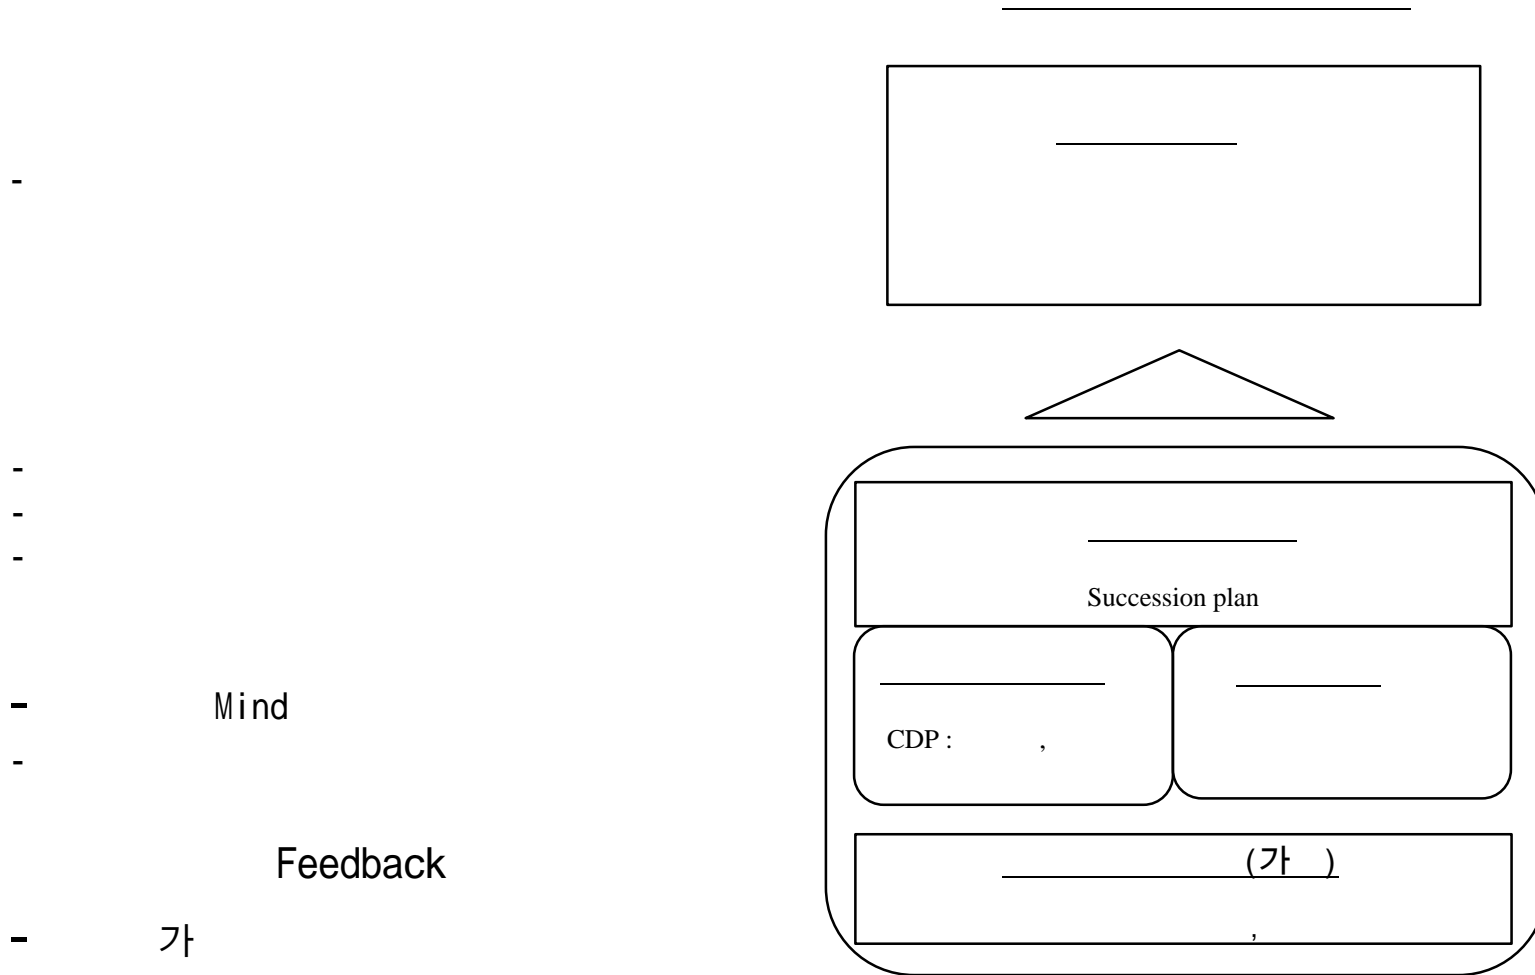 -
-
-
-
- Mind
-
Feedback
- 가
Succession plan
CDP : ,
(가 )
,